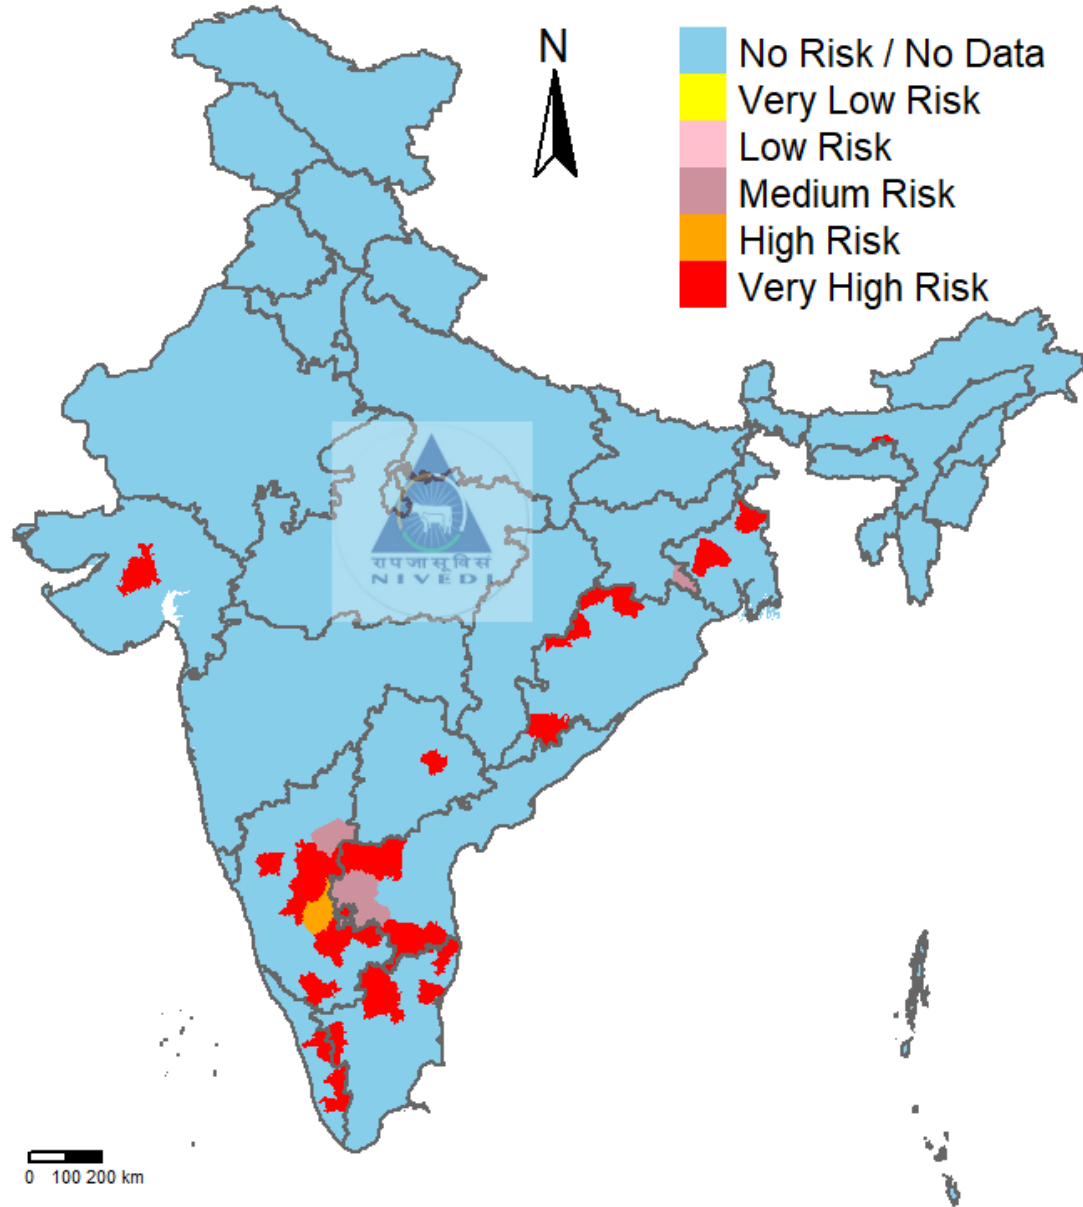 N
No Risk / No Data
Very Low Risk
Low Risk
Medium Risk
High Risk
Very High Risk
रापजासूविसं
NIVEDI
0 100 200 km